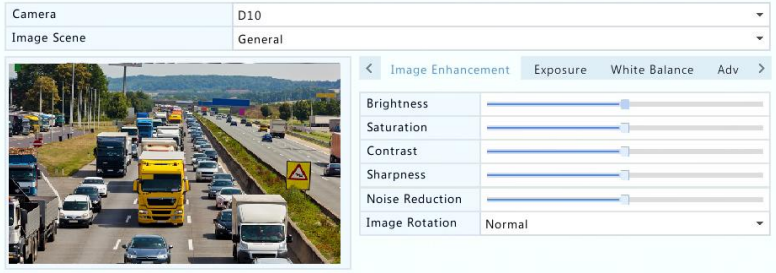 Camera D10
Image Scene General
Image Enhancement Exposure White Balance Adv
Brightness
Saturation
Contrast
Sharpness
Noise Reduction
Image Rotation Normal